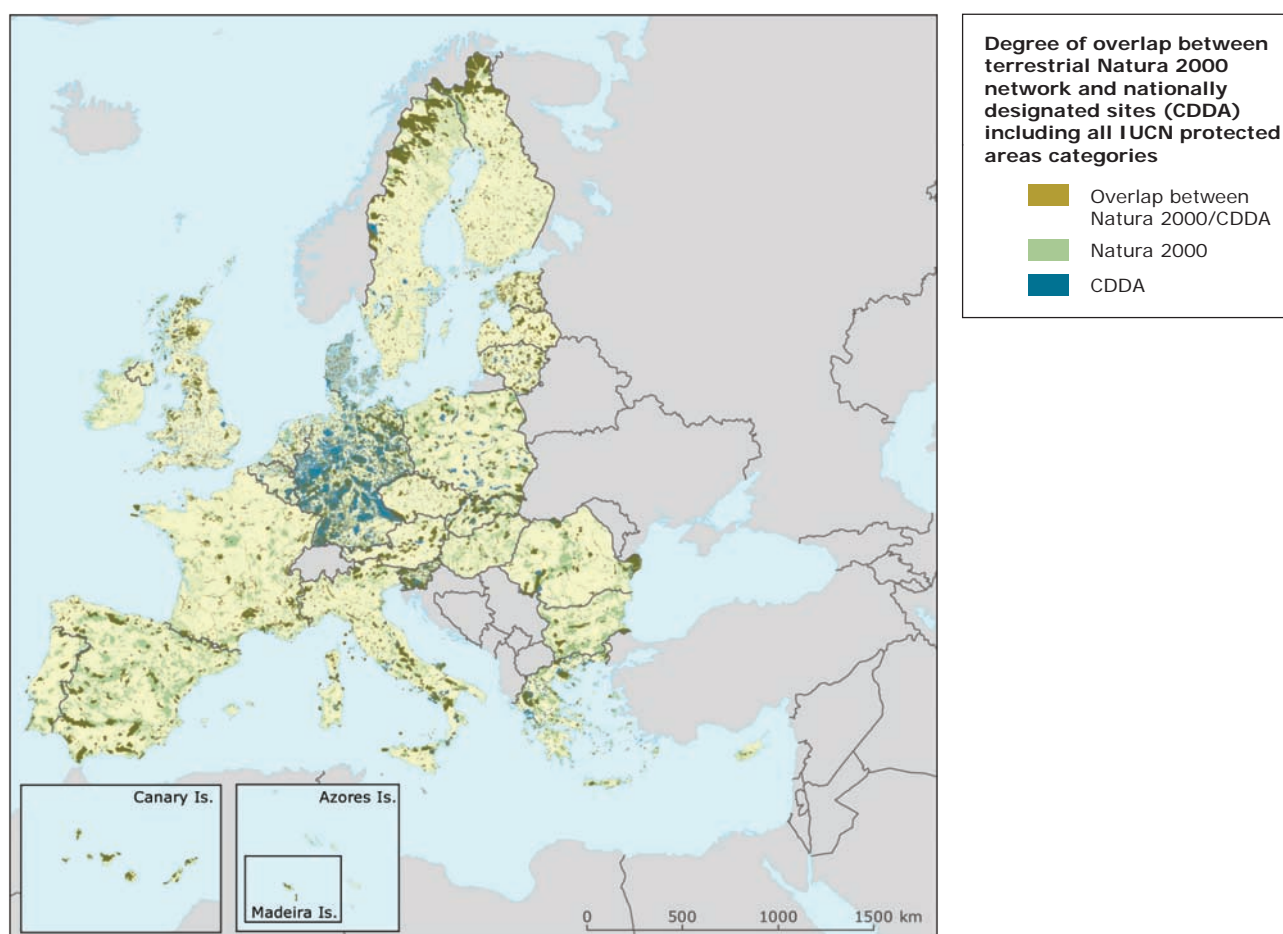 Degree of overlap between
terrestrial Natura 2000
network and nationally
designated sites (CDDA)
including all IUCN protected
areas categories
Overlap between
Natura 2000/CDDA
Natura 2000
CDDA
Canary Is.
Azores Is.
Madeira Is.
0 500 1000 1500 km